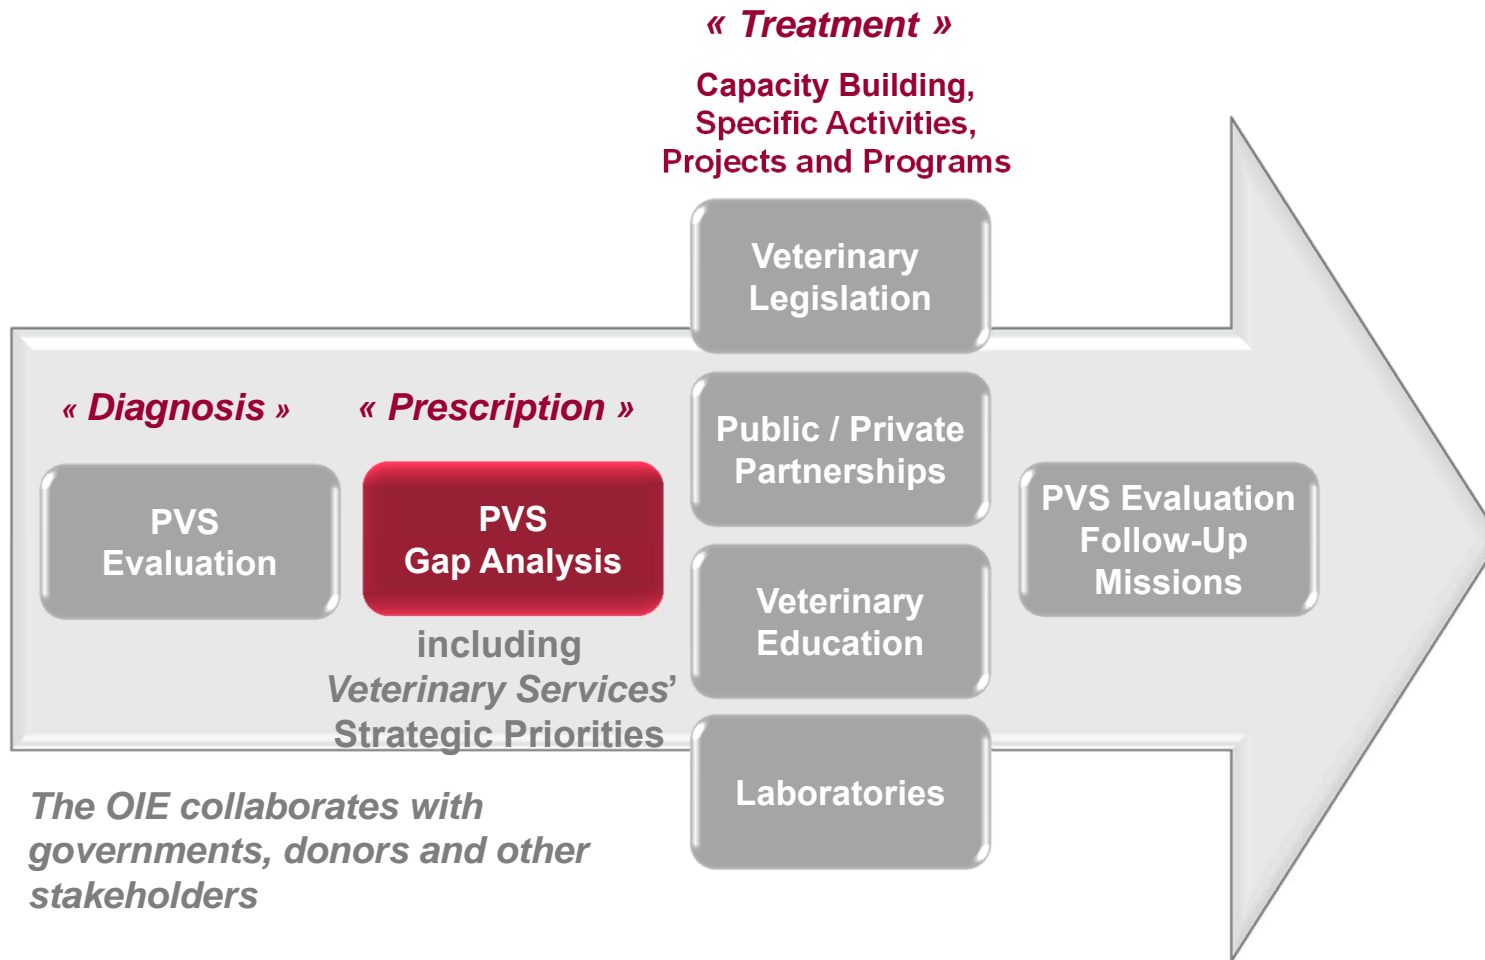 « Treatment »
Capacity Building,
Specific Activities,
Projects and Programs
« Diagnosis »
PVS
Evaluation
« Prescription »
PVS
Gap Analysis
including
Veterinary Services’
Strategic Priorities
Veterinary
Legislation
Public / Private
Partnerships
Veterinary
Education
Laboratories
PVS Evaluation
Follow-Up
Missions
The OIE collaborates with
governments, donors and other
stakeholders